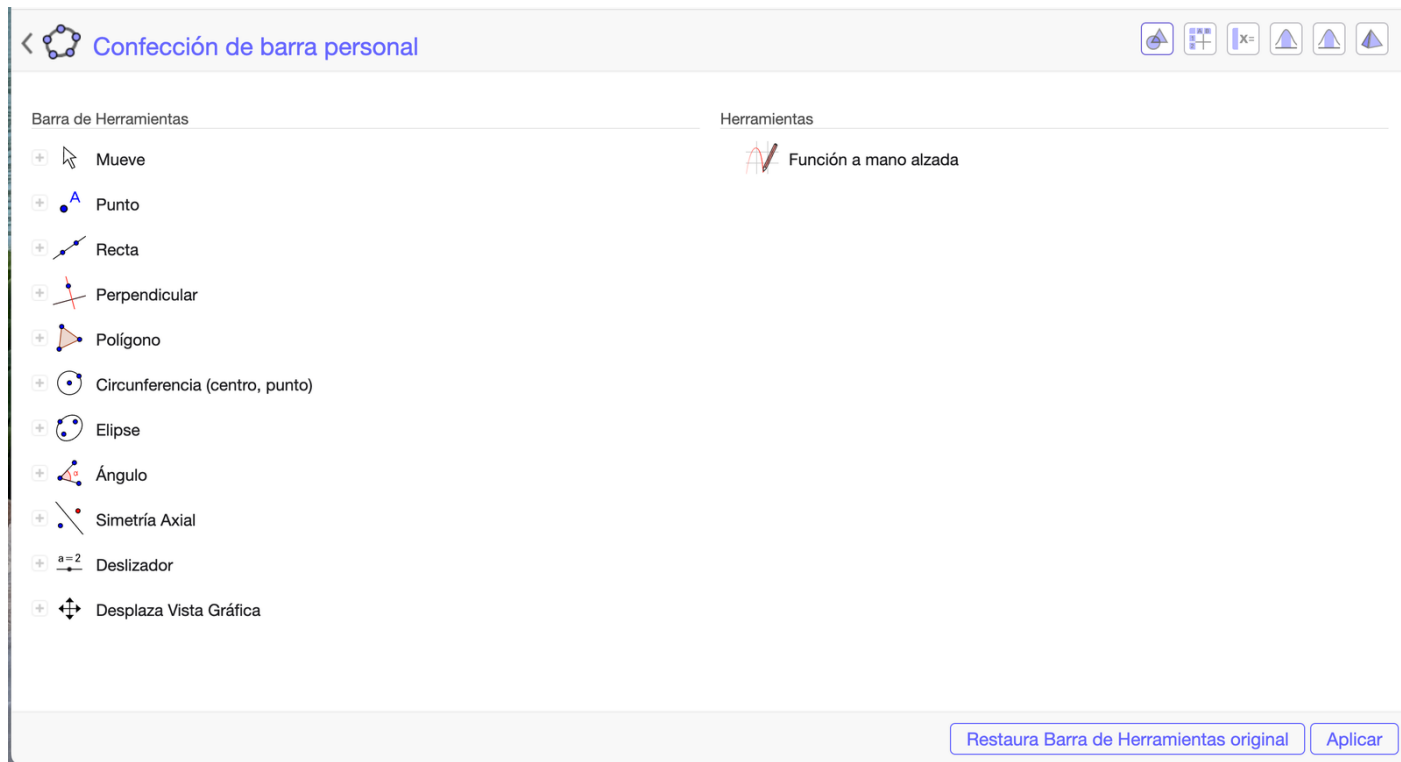 Confección de barra personal
X=
Barra de Herramientas
Mueve
A
Punto
Recta
Perpendicular
Polígono
Circunferencia (centro, punto)
Elipse
α
Ángulo
Simetría Axial
a=2
Deslizador
Desplaza Vista Gráfica
Herramientas
Función a mano alzada
Restaura Barra de Herramientas original
Aplicar